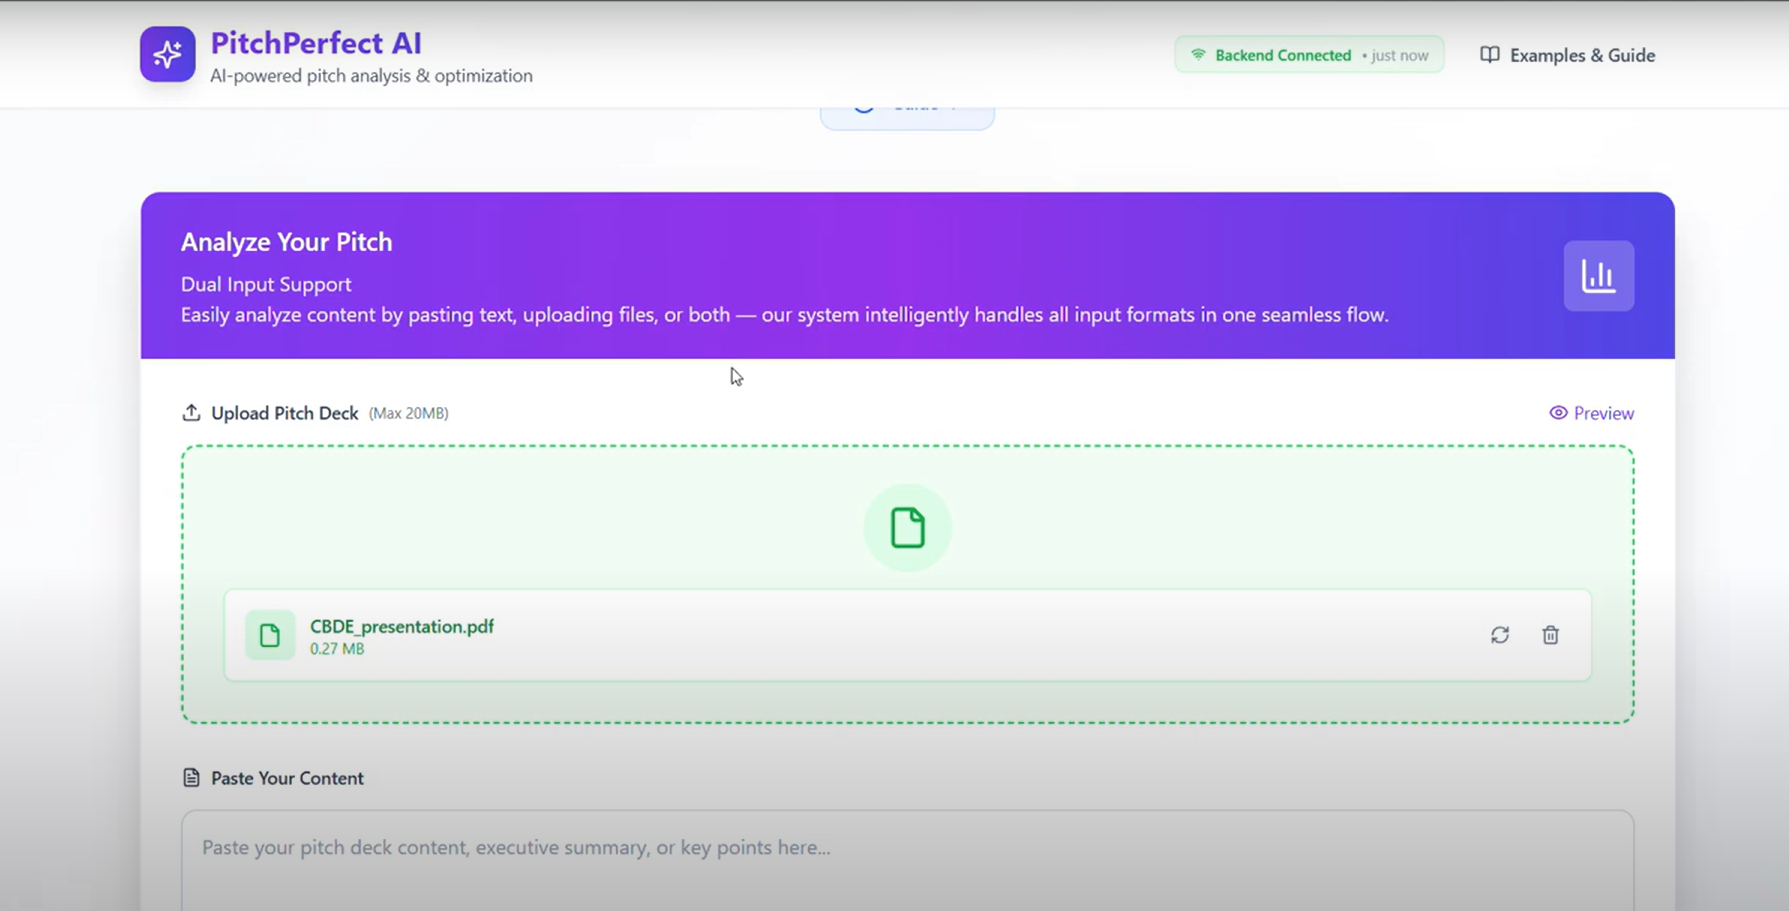 PitchPerfect AI
AI-powered pitch analysis & optimization
Backend Connected • just now
Examples & Guide
Analyze Your Pitch
Dual Input Support
Easily analyze content by pasting text, uploading files, or both — our system intelligently handles all input formats in one seamless flow.
Upload Pitch Deck (Max 20MB)
Preview
CBDE_presentation.pdf
0.27 MB
Paste Your Content
Paste your pitch deck content, executive summary, or key points here...